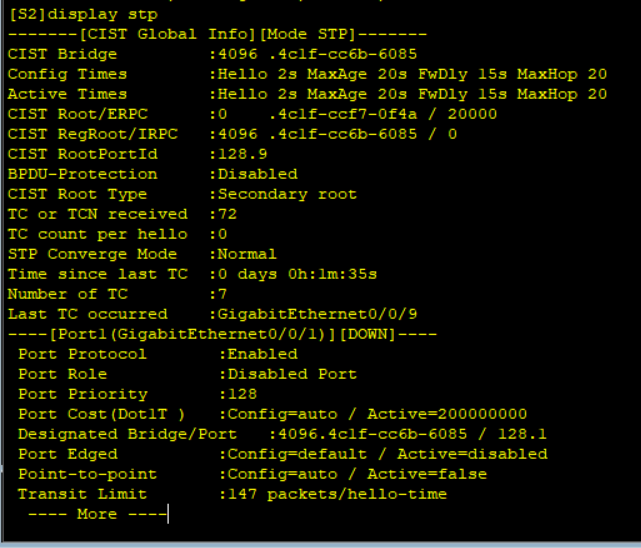 [S2]display stp
-------[CIST Global Info][Mode STP]-------
CIST Bridge         :4096 .4c1f-cc6b-6085
Config Times        :Hello 2s MaxAge 20s FwDly 15s MaxHop 20
Active Times        :Hello 2s MaxAge 20s FwDly 15s MaxHop 20
CIST Root/ERPC      :0    .4c1f-ccf7-0f4a / 20000
CIST RegRoot/IRPC   :4096 .4c1f-cc6b-6085 / 0
CIST RootPortId     :128.9
BPDU-Protection     :Disabled
CIST Root Type      :Secondary root
TC or TCN received  :72
TC count per hello  :0
STP Converge Mode   :Normal
Time since last TC  :0 days 0h:1m:35s
Number of TC        :7
Last TC occurred    :GigabitEthernet0/0/9
----[Port1(GigabitEthernet0/0/1)][DOWN]----
 Port Protocol       :Enabled
 Port Role           :Disabled Port
 Port Priority       :128
 Port Cost(Dot1T )   :Config=auto / Active=200000000
 Designated Bridge/Port   :4096.4c1f-cc6b-6085 / 128.1
 Port Edged          :Config=default / Active=disabled
 Point-to-point      :Config=auto / Active=false
 Transit Limit       :147 packets/hello-time
  ---- More ----